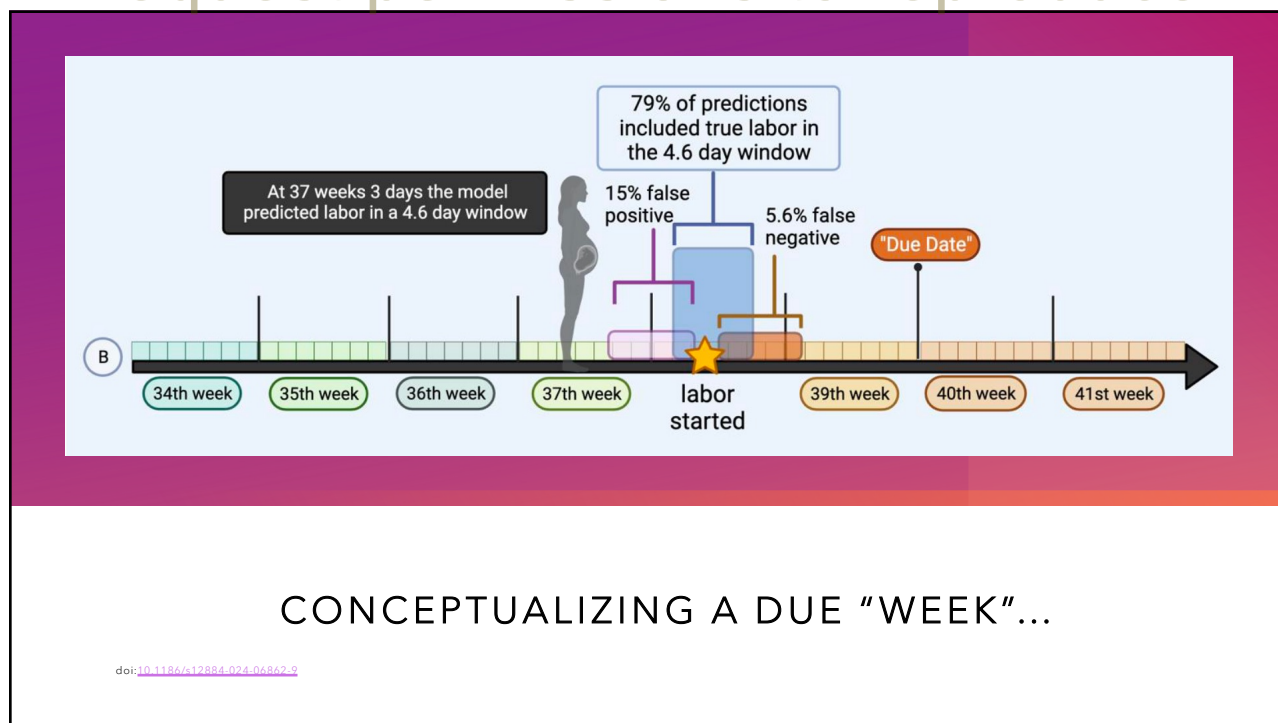 79% of predictions
included true labor in
the 4.6 day window
At 37 weeks 3 days the model
predicted labor in a 4.6 day window
15% false
positive
5.6% false
negative
"Due Date"
B
34th week
35th week
36th week
37th week
labor
started
39th week
40th week
41st week
CONCEPTUALIZING A DUE “WEEK”…
doi:10.1186/s12884-024-06862-9